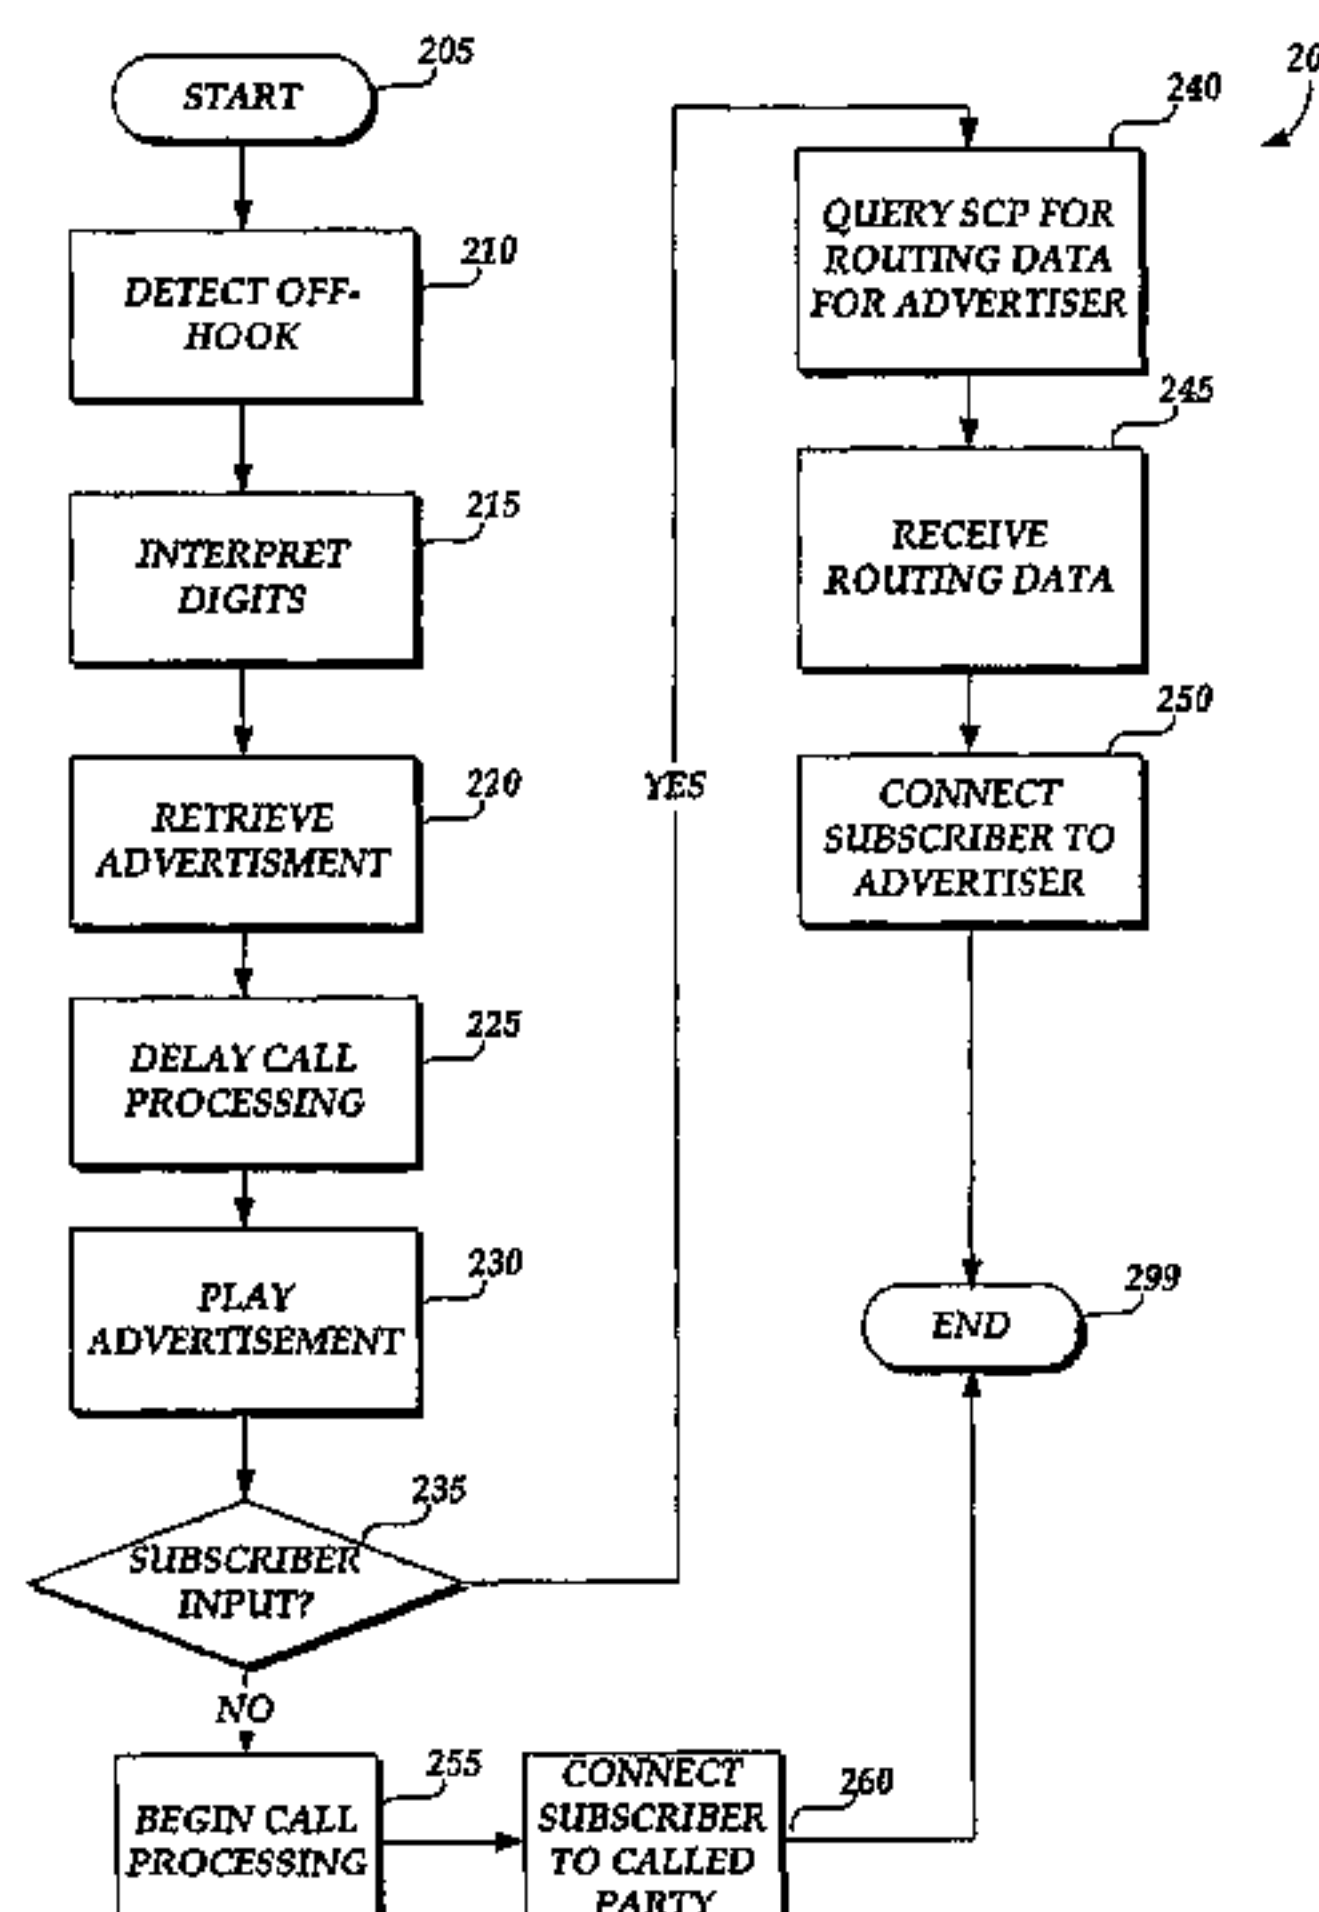 START
205
DETECT OFF-
HOOK
210
INTERPRET
DIGITS
215
RETRIEVE
ADVERTISMENT
220
DELAY CALL
PROCESSING
225
PLAY
ADVERTISEMENT
230
SUBSCRIBER
INPUT?
235
YES
NO
QUERY SCP FOR
ROUTING DATA
FOR ADVERTISER
240
RECEIVE
ROUTING DATA
245
CONNECT
SUBSCRIBER TO
ADVERTISER
250
BEGIN CALL
PROCESSING
255
CONNECT
SUBSCRIBER
TO CALLED
PARTY
260
END
299